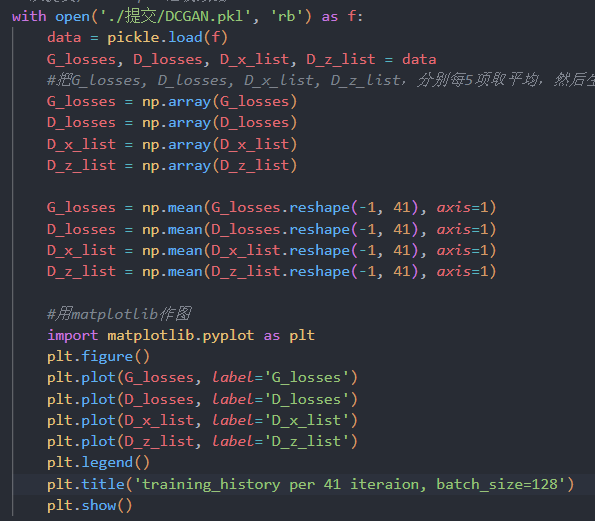 with open('./提交/DCGAN.pkl', 'rb') as f:
data = pickle.load(f)
G_losses, D_losses, D_x_list, D_z_list = data
#把G_losses, D_losses, D_x_list, D_z_list，分别每5项取平均，然后
G_losses = np.array(G_losses)
D_losses = np.array(D_losses)
D_x_list = np.array(D_x_list)
D_z_list = np.array(D_z_list)
G_losses = np.mean(G_losses.reshape(-1, 41), axis=1)
D_losses = np.mean(D_losses.reshape(-1, 41), axis=1)
D_x_list = np.mean(D_x_list.reshape(-1, 41), axis=1)
D_z_list = np.mean(D_z_list.reshape(-1, 41), axis=1)
#用matplotlib作图
import matplotlib.pyplot as plt
plt.figure()
plt.plot(G_losses, label='G_losses')
plt.plot(D_losses, label='D_losses')
plt.plot(D_x_list, label='D_x_list')
plt.plot(D_z_list, label='D_z_list')
plt.legend()
plt.title('training_history per 41 iteraion, batch_size=128')
plt.show()